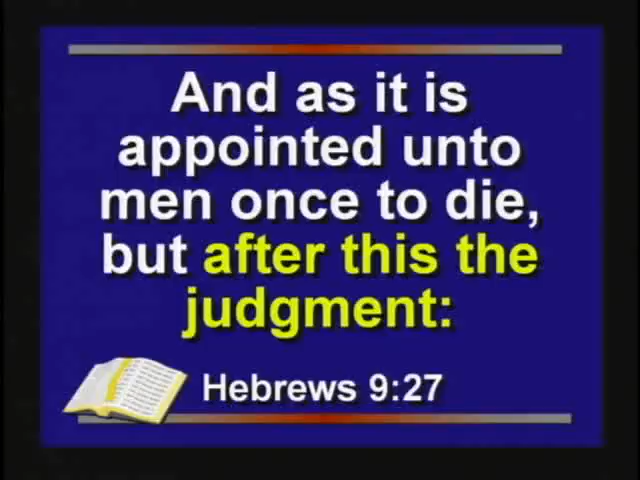 And as it is
appointed unto
men once to die,
but after this the
judgment:
Hebrews 9:27